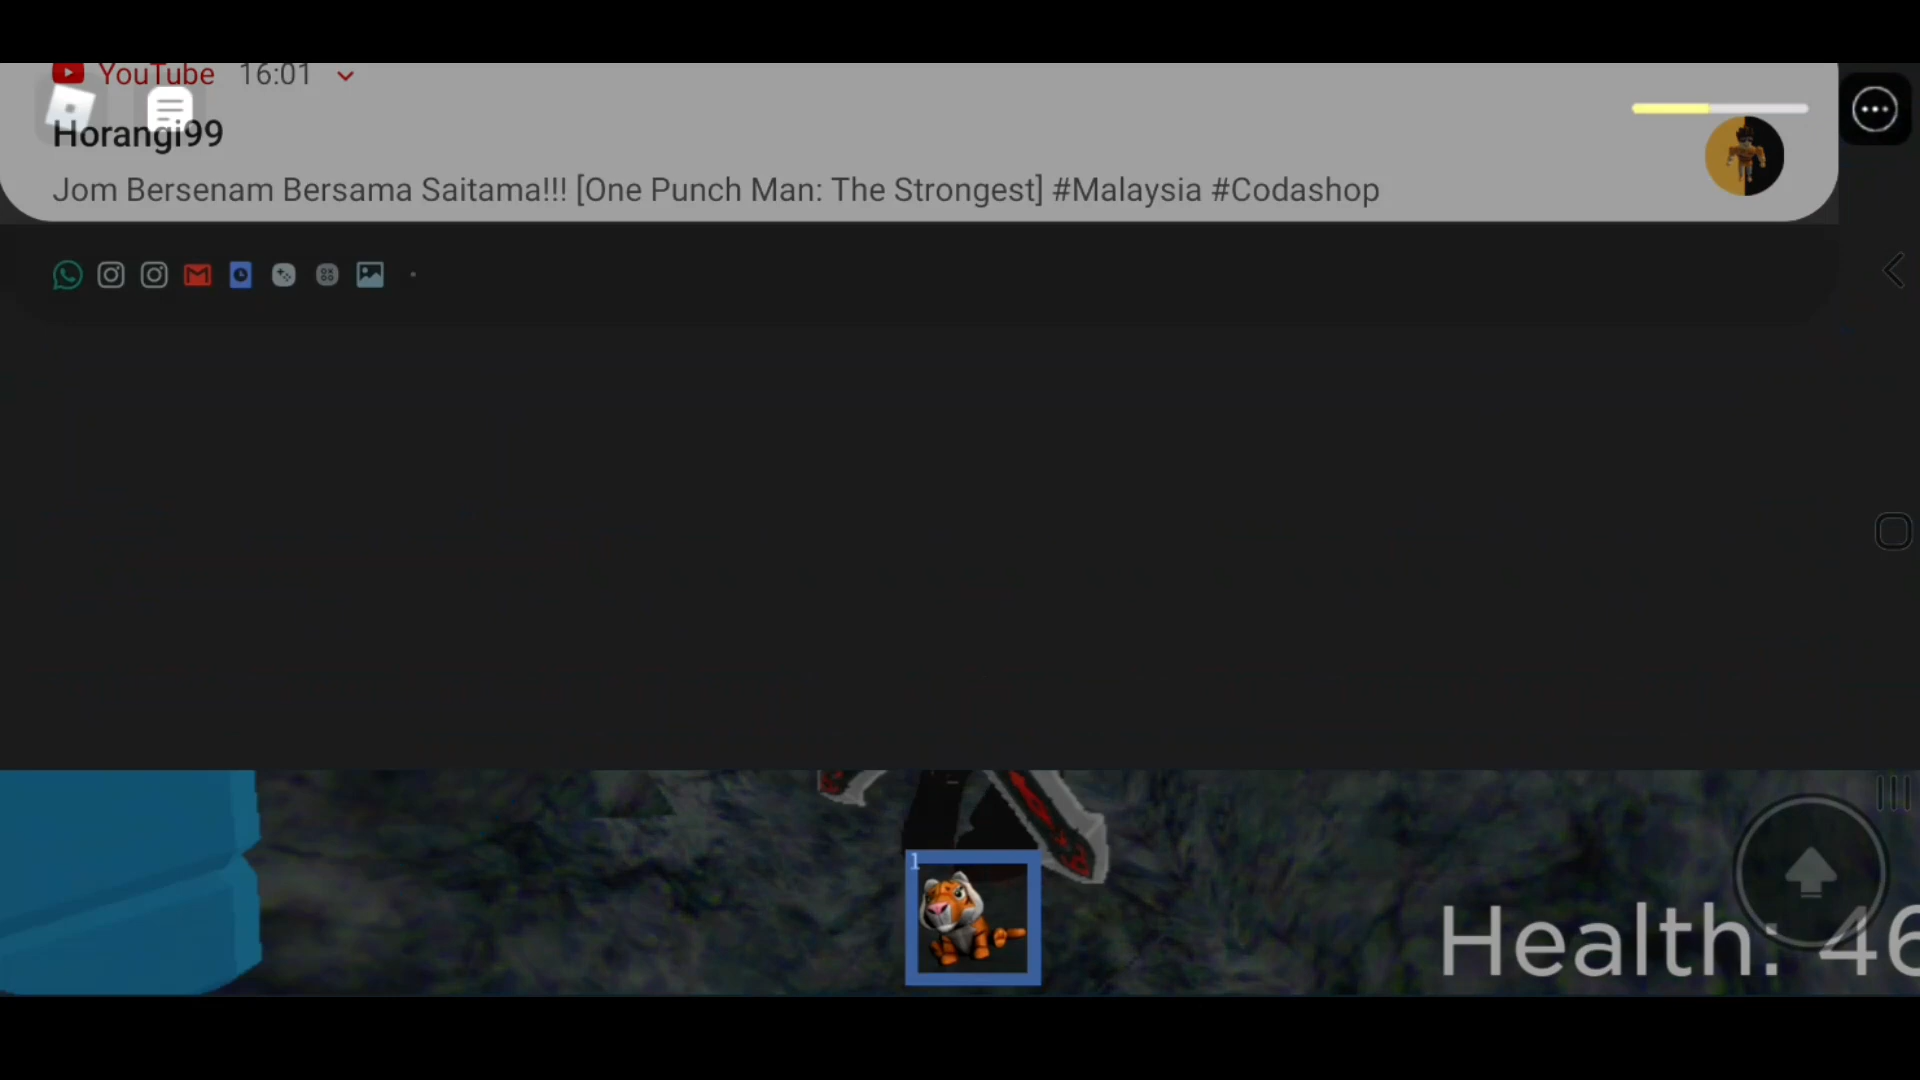 YouTube 16:01
Horangi99
Jom Bersenam Bersama Saitama!!! [One Punch Man: The Strongest] #Malaysia #Codashop
1
Health: 46